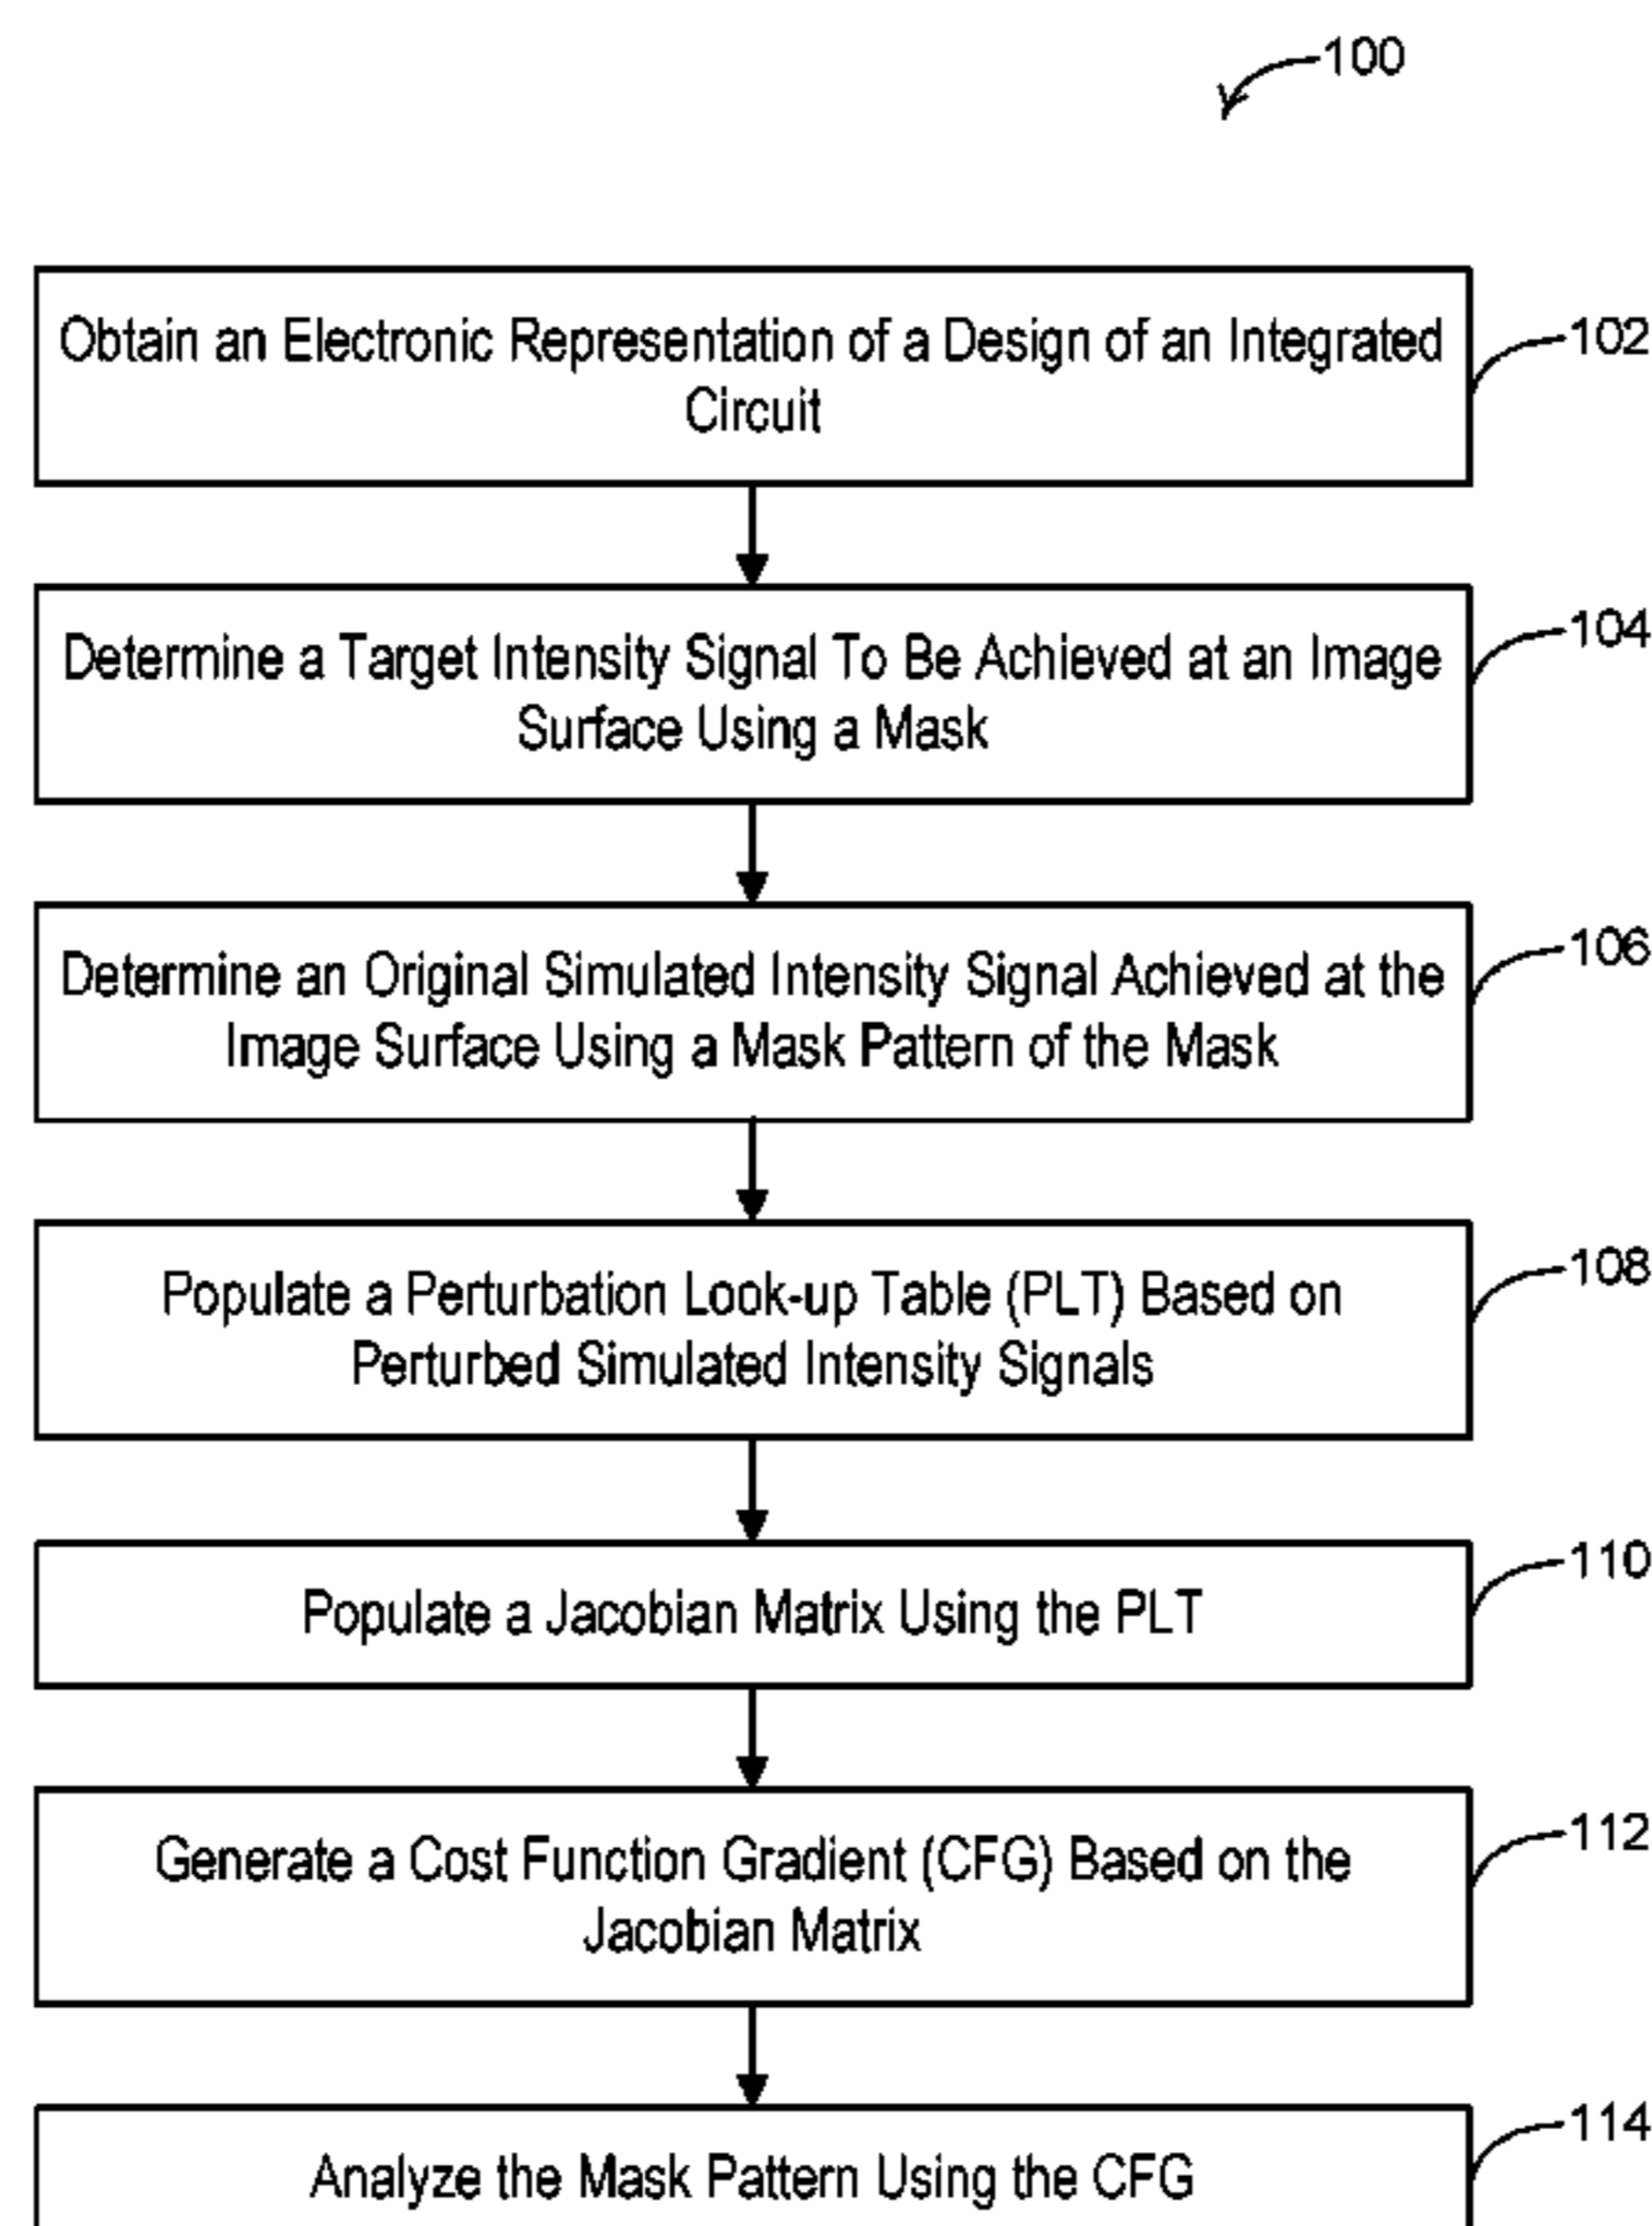 100
Obtain an Electronic Representation of a Design of an Integrated
Circuit
102
Determine a Target Intensity Signal To Be Achieved at an Image
Surface Using a Mask
104
Determine an Original Simulated Intensity Signal Achieved at the
Image Surface Using a Mask Pattern of the Mask
106
Populate a Perturbation Look-up Table (PLT) Based on
Perturbed Simulated Intensity Signals
108
Populate a Jacobian Matrix Using the PLT
110
Generate a Cost Function Gradient (CFG) Based on the
Jacobian Matrix
112
Analyze the Mask Pattern Using the CFG
114